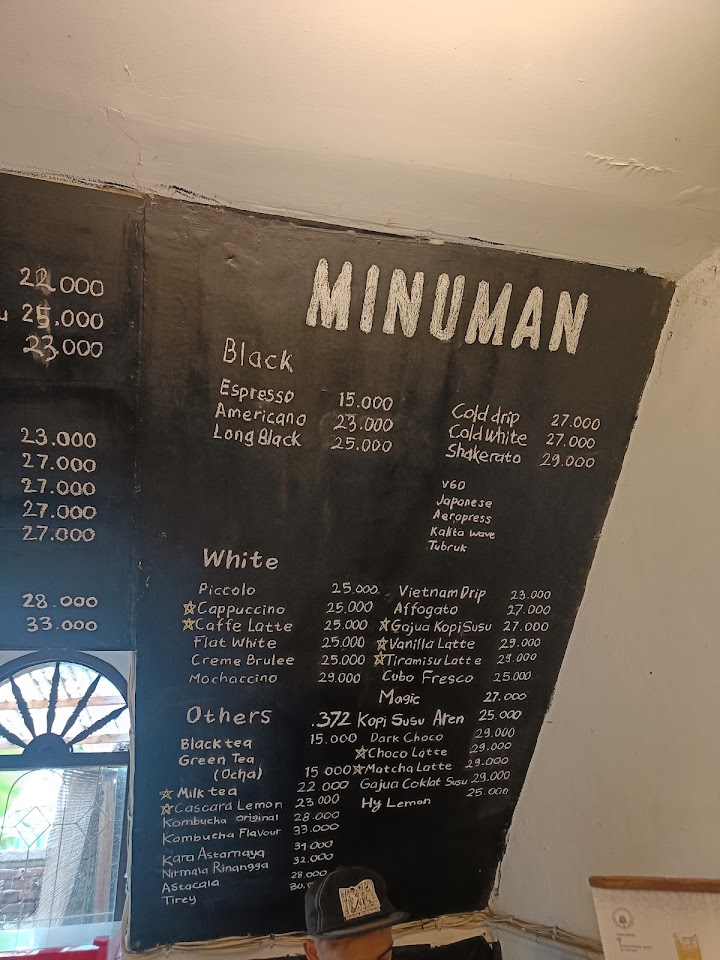 22.000
25.000
23.000
23.000
27.000
27.000
27.000
27.000
28.000
33.000
MINUMAN
Black
Espresso 15.000
Americano 23.000
Long Black 25.000
Cold drip 27.000
Cold white 27.000
Shakerato 29.000
V60
Japanese
Aeropress
Kalita wave
Tubruk
White
Piccolo 25.000
Cappuccino 25.000
Caffe Latte 25.000
Flat White 25.000
Creme Brulee 25.000
Mochaccino 29.000
Vietnam Drip 23.000
Affogato 27.000
Gajua Kopi Susu 27.000
Vanilla Latte 29.000
Tiramisu Latte 29.000
Cubo Fresco 25.000
Magic 27.000
.372 Kopi Susu Aren 25.000
Dark Choco 29.000
Choco Latte 29.000
Matcha Latte 29.000
Gajua Coklat Susu 29.000
Hy Lemon 25.000
Others
Black tea 15.000
Green Tea
(Ocha) 15 000
Milk tea 22.000
Cascara Lemon 23.000
Kombucha original 28.000
Kombucha Flavour 33.000
Kara Astamaya 31000
Nirmala Rinangga 32.000
Astacala 28.000
Tirey